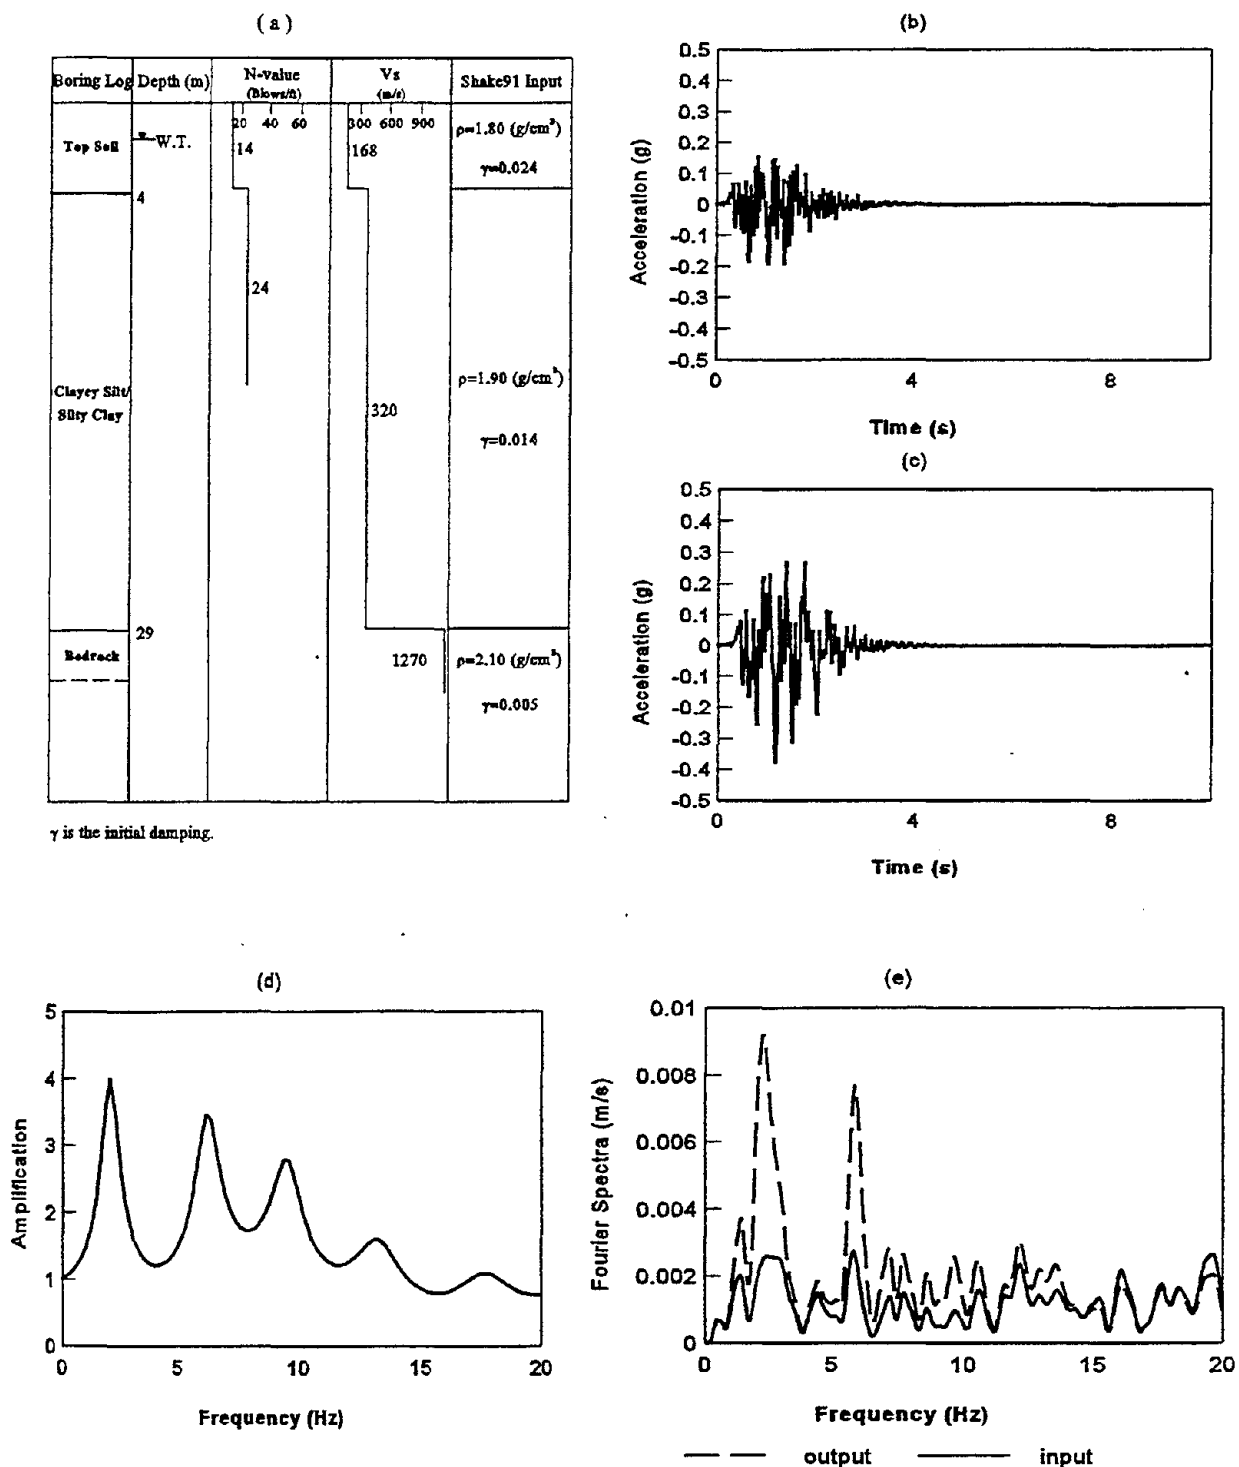 (a)
Boring Log Depth (m) N-value (Blows/ft) Vs (m/s) Shake91 Input
20 40 60 300 600 900
Top Soil W.T. 14 168 ρ=1.80 (g/cm³)
γ=0.024
4
24
Clayey Silt/ Silty Clay 320 ρ=1.90 (g/cm³)
γ=0.014
29
Bedrock 1270 ρ=2.10 (g/cm³)
γ=0.005
γ is the initial damping.
(b)
0.5
0.4
0.3
0.2
0.1
0
-0.1
-0.2
-0.3
-0.4
-0.5
Acceleration (g)
0 4 8
Time (s)
(c)
0.5
0.4
0.3
0.2
0.1
0
-0.1
-0.2
-0.3
-0.4
-0.5
Acceleration (g)
0 4 8
Time (s)
(d)
5
4
3
2
1
0
Amplification
0 5 10 15 20
Frequency (Hz)
(e)
0.01
0.008
0.006
0.004
0.002
0
Fourier Spectra (m/s)
0 5 10 15 20
Frequency (Hz)
output input